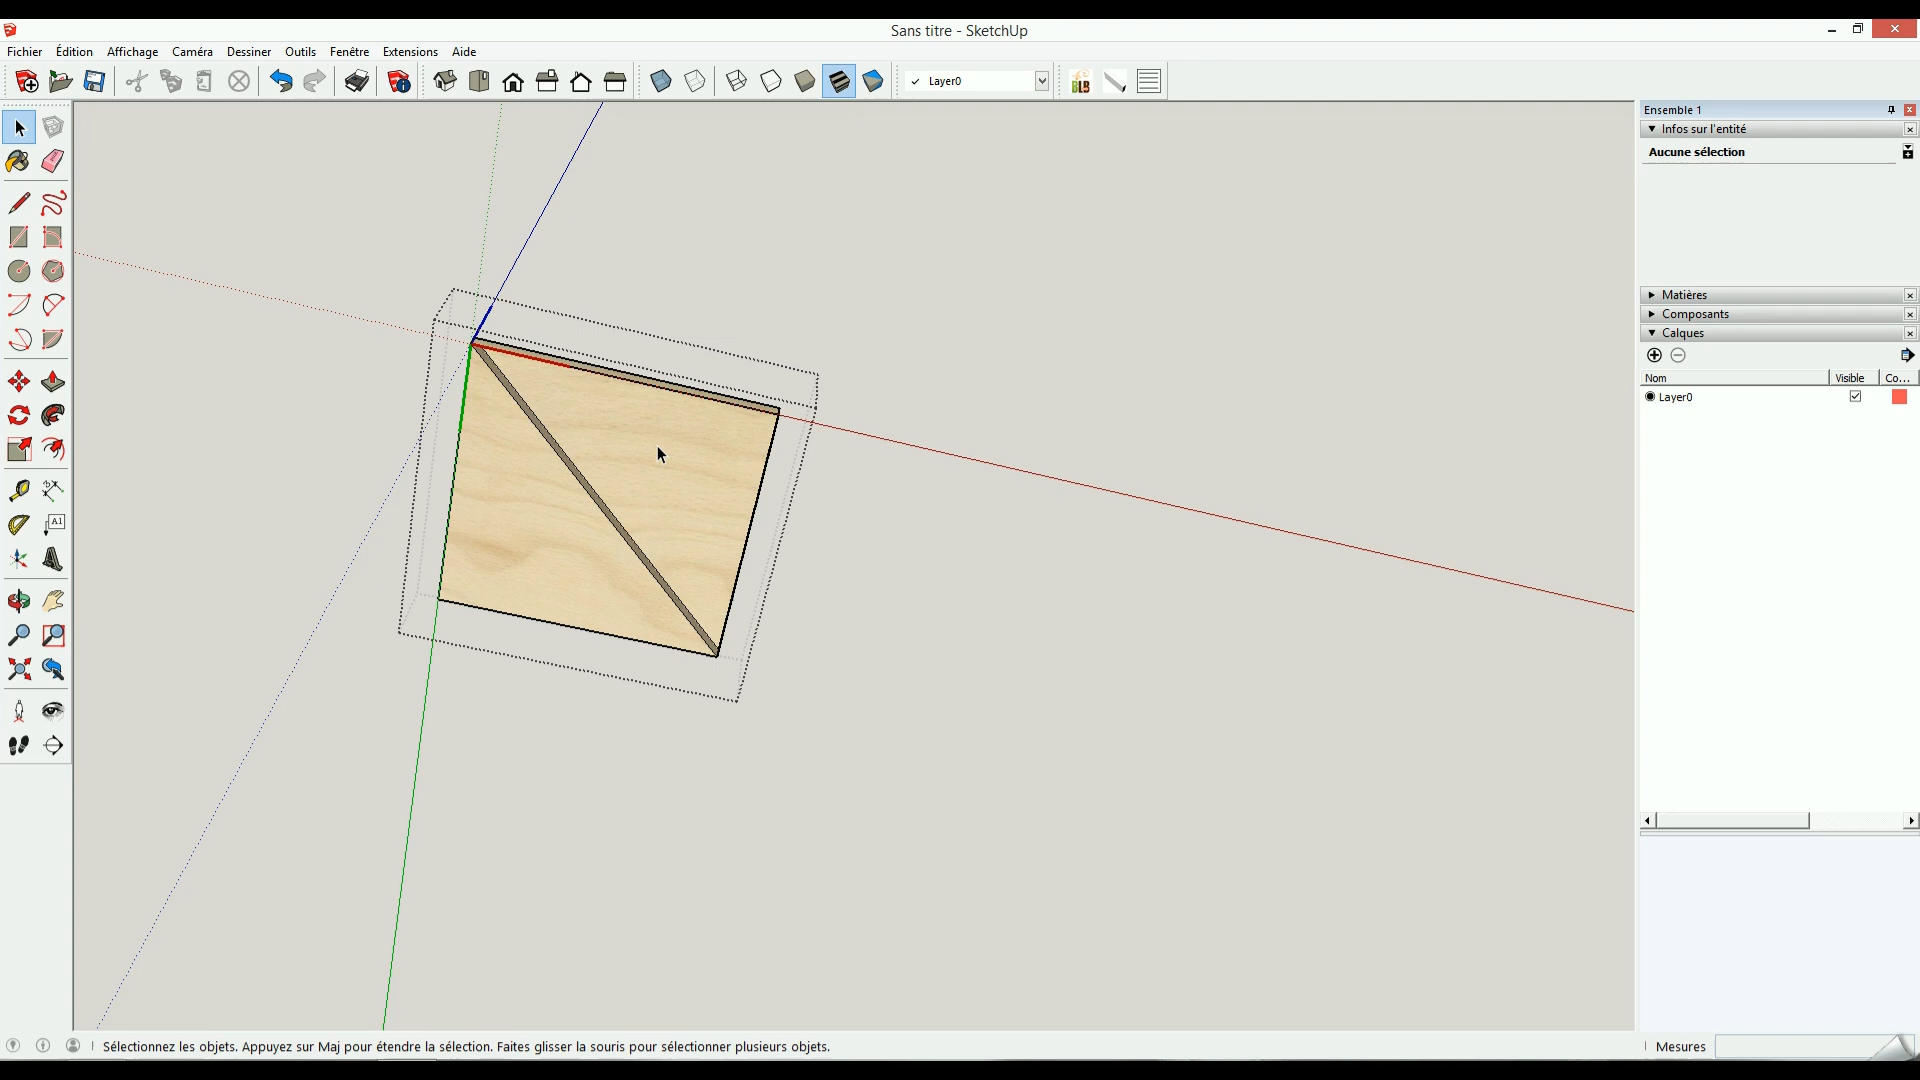 Sans titre - SketchUp
Fichier Édition Affichage Caméra Dessiner Outils Fenêtre Extensions Aide
Layer0
BLB
A1
Ensemble 1
Infos sur l'entité
Aucune sélection
Matières
Composants
Calques
Nom Visible Co...
Layer0
Sélectionnez les objets. Appuyez sur Maj pour étendre la sélection. Faites glisser la souris pour sélectionner plusieurs objets.
Mesures